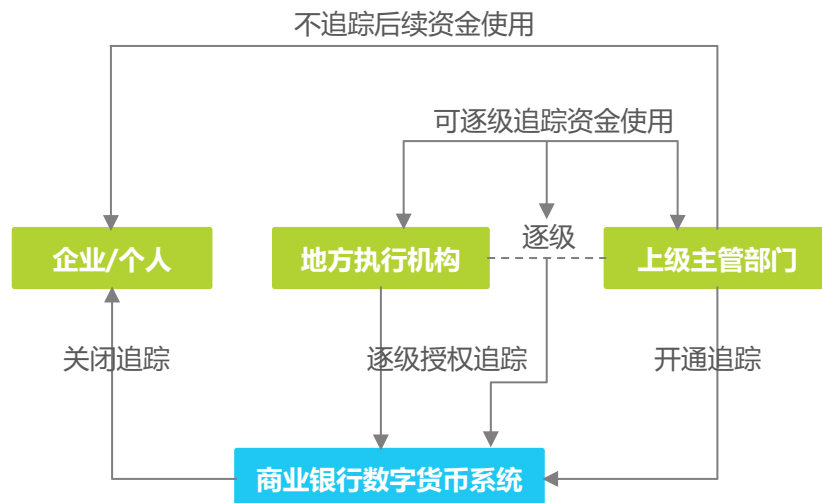 不追踪后续资金使用
可逐级追踪资金使用
企业/个人
地方执行机构
逐级
上级主管部门
关闭追踪
逐级授权追踪
开通追踪
商业银行数字货币系统